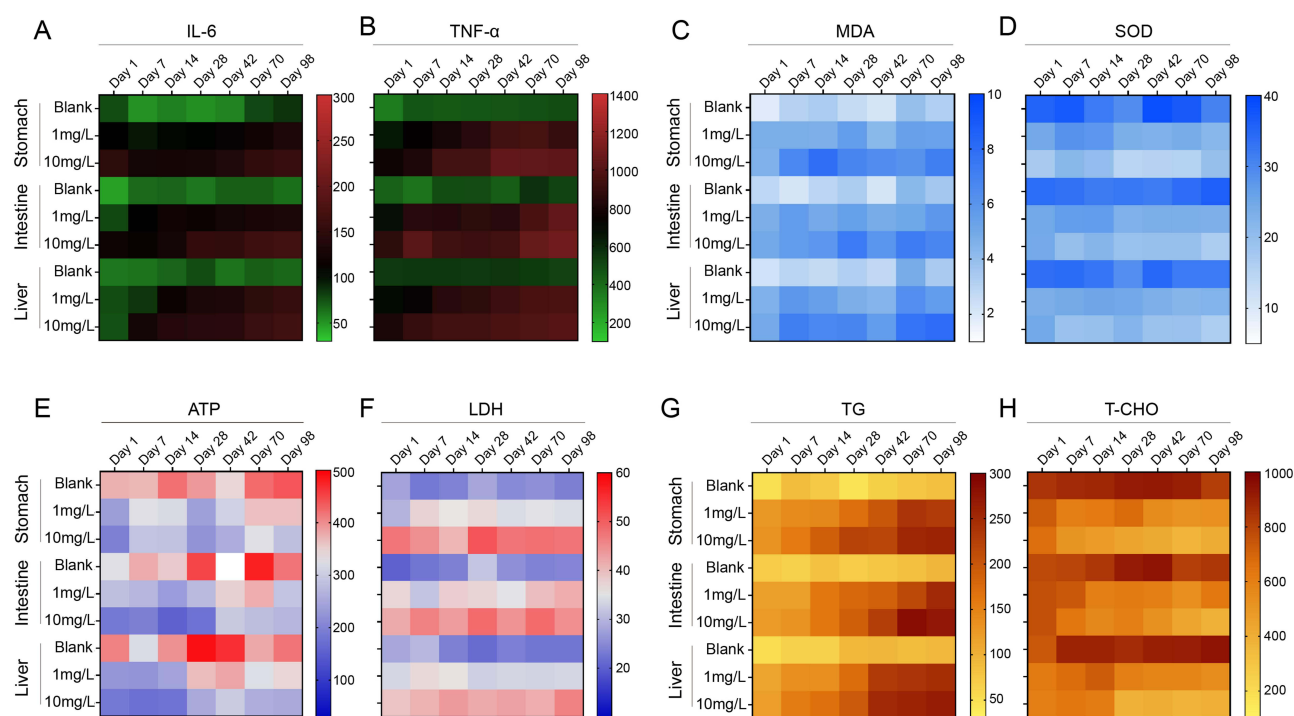 A IL-6
Day 1 Day 7 Day 14 Day 28 Day 42 Day 70 Day 98
Stomach
Blank
1mg/L
10mg/L
Intestine
Blank
1mg/L
10mg/L
Liver
Blank
1mg/L
10mg/L
300
250
200
150
100
50
B TNF-α
Day 1 Day 7 Day 14 Day 28 Day 42 Day 70 Day 98
1400
1200
1000
800
600
400
200
C MDA
Day 1 Day 7 Day 14 Day 28 Day 42 Day 70 Day 98
Stomach
Blank
1mg/L
10mg/L
Intestine
Blank
1mg/L
10mg/L
Liver
Blank
1mg/L
10mg/L
10
8
6
4
2
D SOD
Day 1 Day 7 Day 14 Day 28 Day 42 Day 70 Day 98
40
30
20
10
E ATP
Day 1 Day 7 Day 14 Day 28 Day 42 Day 70 Day 98
Stomach
Blank
1mg/L
10mg/L
Intestine
Blank
1mg/L
10mg/L
Liver
Blank
1mg/L
10mg/L
500
400
300
200
100
F LDH
Day 1 Day 7 Day 14 Day 28 Day 42 Day 70 Day 98
60
50
40
30
20
G TG
Day 1 Day 7 Day 14 Day 28 Day 42 Day 70 Day 98
Stomach
Blank
1mg/L
10mg/L
Intestine
Blank
1mg/L
10mg/L
Liver
Blank
1mg/L
10mg/L
300
250
200
150
100
50
H T-CHO
Day 1 Day 7 Day 14 Day 28 Day 42 Day 70 Day 98
1000
800
600
400
200